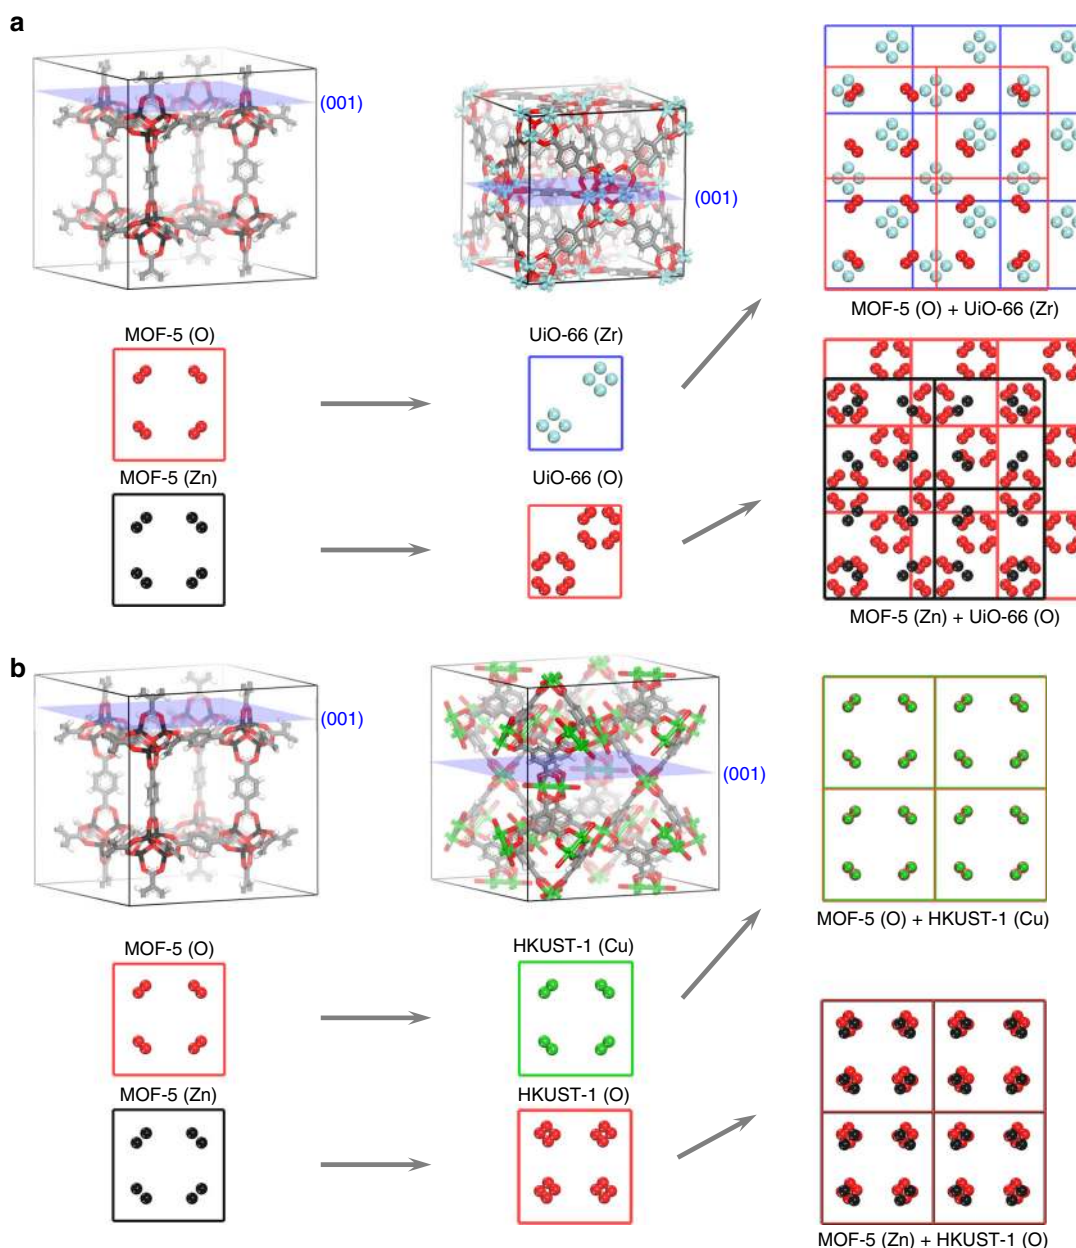 a
(001)
(001)
MOF-5 (O) + UiO-66 (Zr)
MOF-5 (O)
UiO-66 (Zr)
MOF-5 (Zn)
UiO-66 (O)
MOF-5 (Zn) + UiO-66 (O)
b
(001)
(001)
MOF-5 (O) + HKUST-1 (Cu)
MOF-5 (O)
HKUST-1 (Cu)
MOF-5 (Zn)
HKUST-1 (O)
MOF-5 (Zn) + HKUST-1 (O)